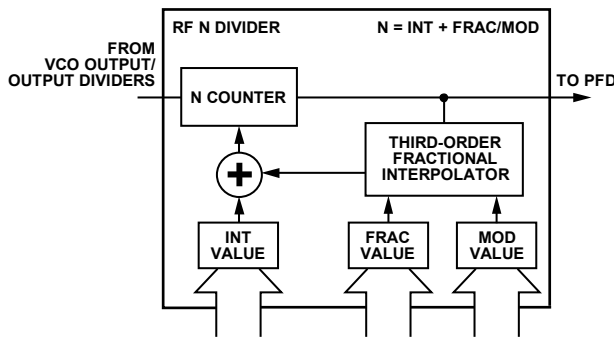 RF N DIVIDER
N = INT + FRAC/MOD
FROM
VCO OUTPUT/
OUTPUT DIVIDERS
N COUNTER
TO PFD
THIRD-ORDER
FRACTIONAL
INTERPOLATOR
+
INT
VALUE
FRAC
VALUE
MOD
VALUE